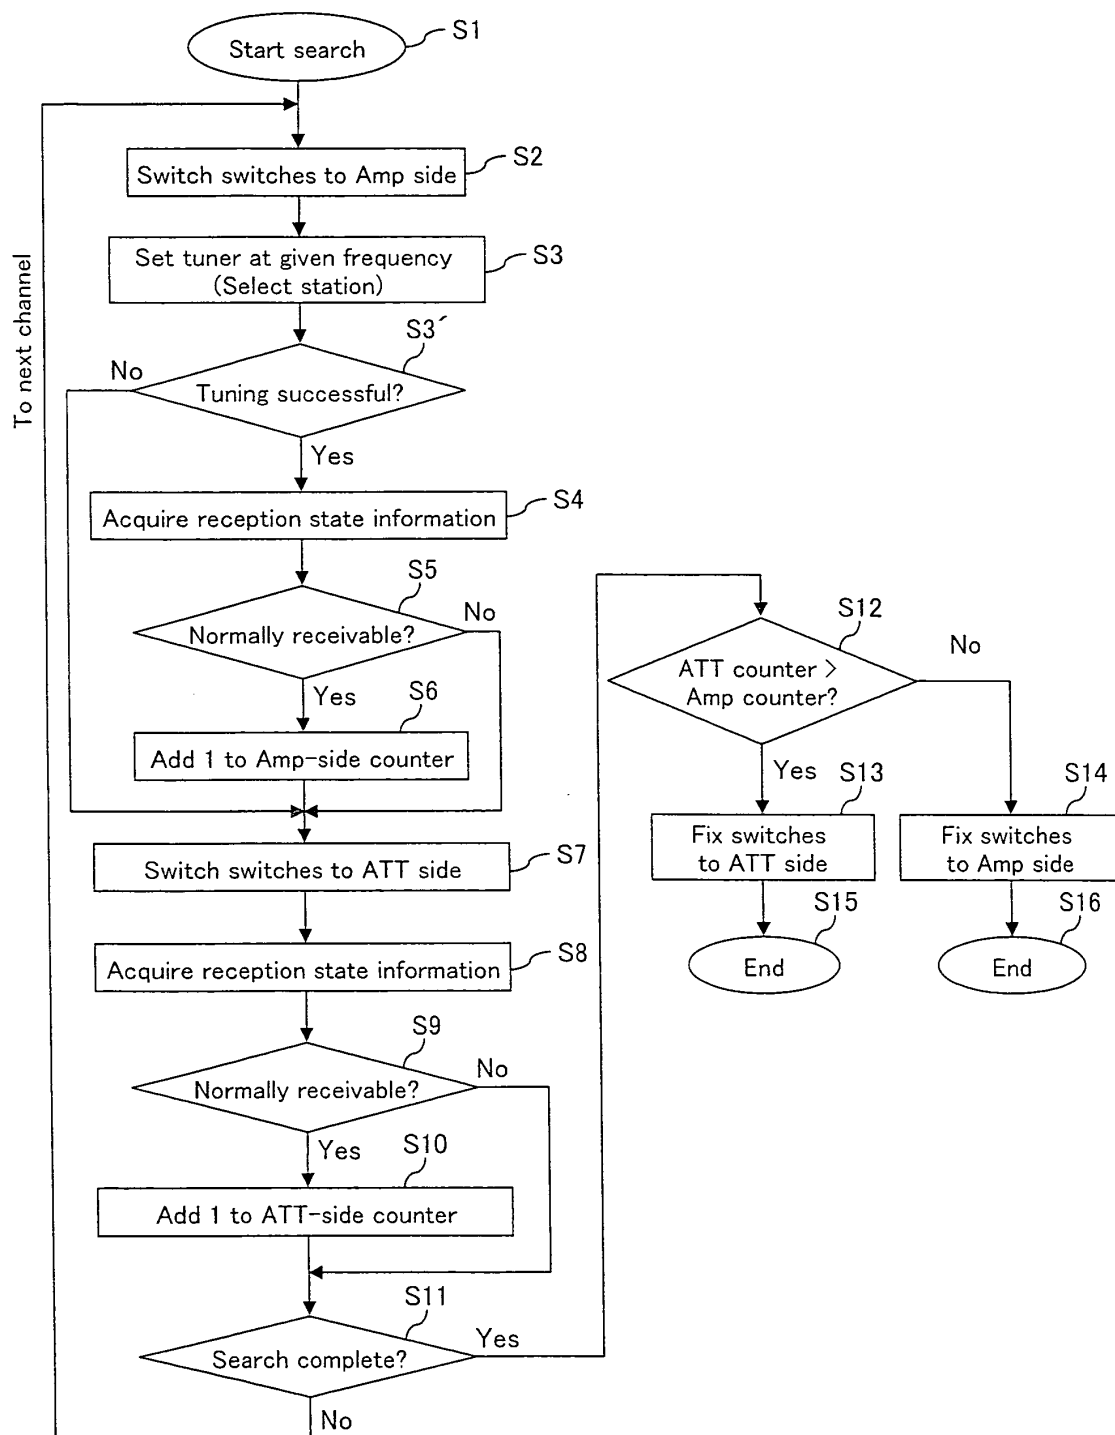 Start search
S1
Switch switches to Amp side
S2
Set tuner at given frequency
(Select station)
S3
To next channel
S3´
No
Tuning successful?
Yes
Acquire reception state information
S4
S5
Normally receivable?
No
Yes
S6
Add 1 to Amp-side counter
Switch switches to ATT side
S7
Acquire reception state information
S8
S9
Normally receivable?
No
Yes
S10
Add 1 to ATT-side counter
S11
Search complete?
Yes
No
S12
ATT counter >
Amp counter?
No
Yes
S13
Fix switches
to ATT side
S14
Fix switches
to Amp side
S15
End
S16
End